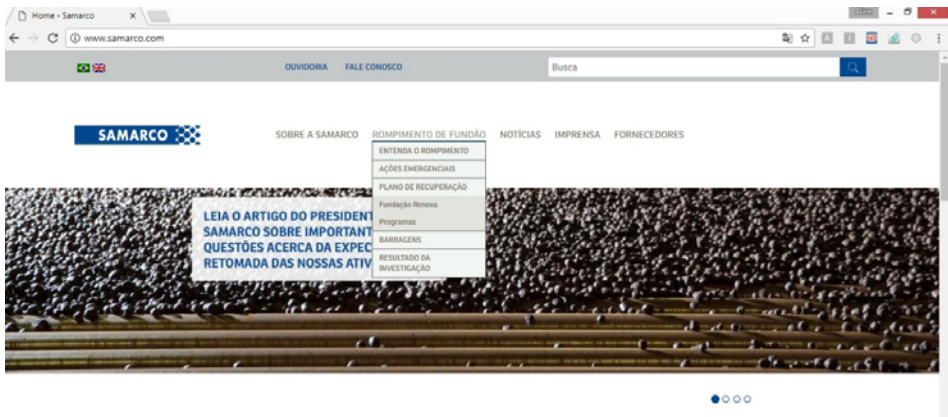 Home - Samarco
www.samarco.com
OUVIDORIA FALE CONOSCO Busca
SAMARCO SOBRE A SAMARCO ROMPIMENTO DE FUNDÃO NOTÍCIAS IMPRENSA FORNECEDORES
ENTENDA O ROMPIMENTO
AÇÕES EMERGENCIAIS
PLANO DE RECUPERAÇÃO
Fundação Renova
Programas
BARRAGENS
RESULTADO DA
INVESTIGAÇÃO
LEIA O ARTIGO DO PRESIDENT
SAMARCO SOBRE IMPORTANT
QUESTÕES ACERCA DA EXPEC
RETOMADA DAS NOSSAS ATIV